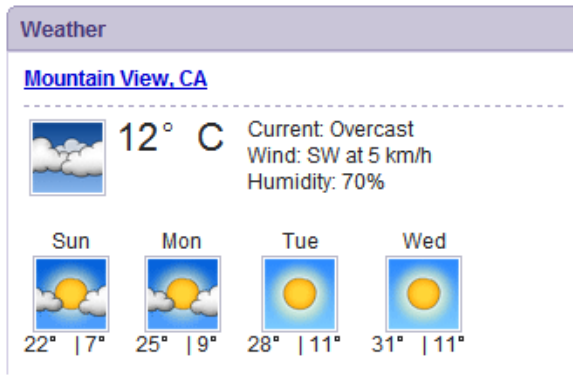 Weather
Mountain View, CA
12° C
Current: Overcast
Wind: SW at 5 km/h
Humidity: 70%
Sun Mon Tue Wed
22° | 7° 25° | 9° 28° | 11° 31° | 11°